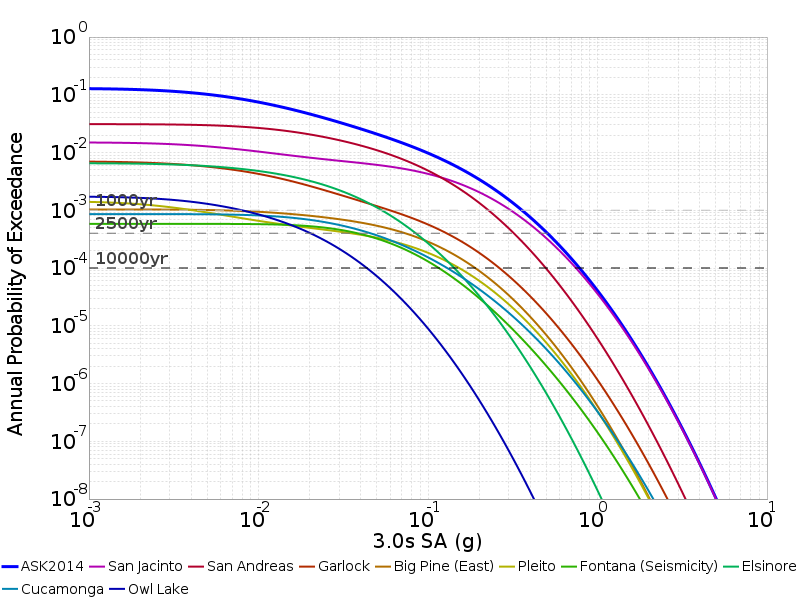 10^0
10^-1
10^-2
10^-3
10^-4
10^-5
10^-6
10^-7
10^-8
Annual Probability of Exceedance
1000yr
2500yr
10000yr
10^-3 10^-2 10^-1 10^0 10^1
3.0s SA (g)
ASK2014 San Jacinto San Andreas Garlock Big Pine (East) Pleito Fontana (Seismicity) Elsinore
Cucamonga Owl Lake